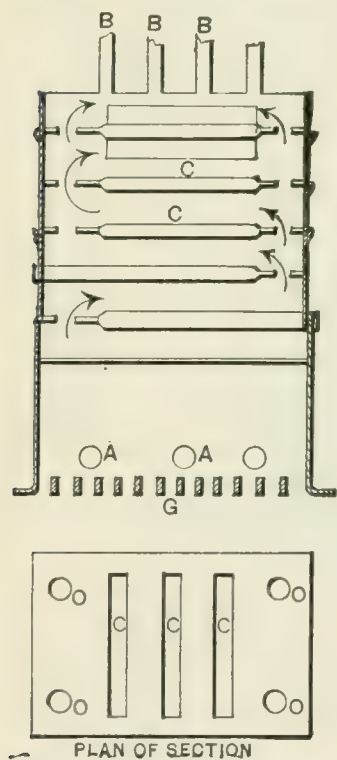 B B B
C
C
A A
G
O O
C C C
O O
PLAN OF SECTION